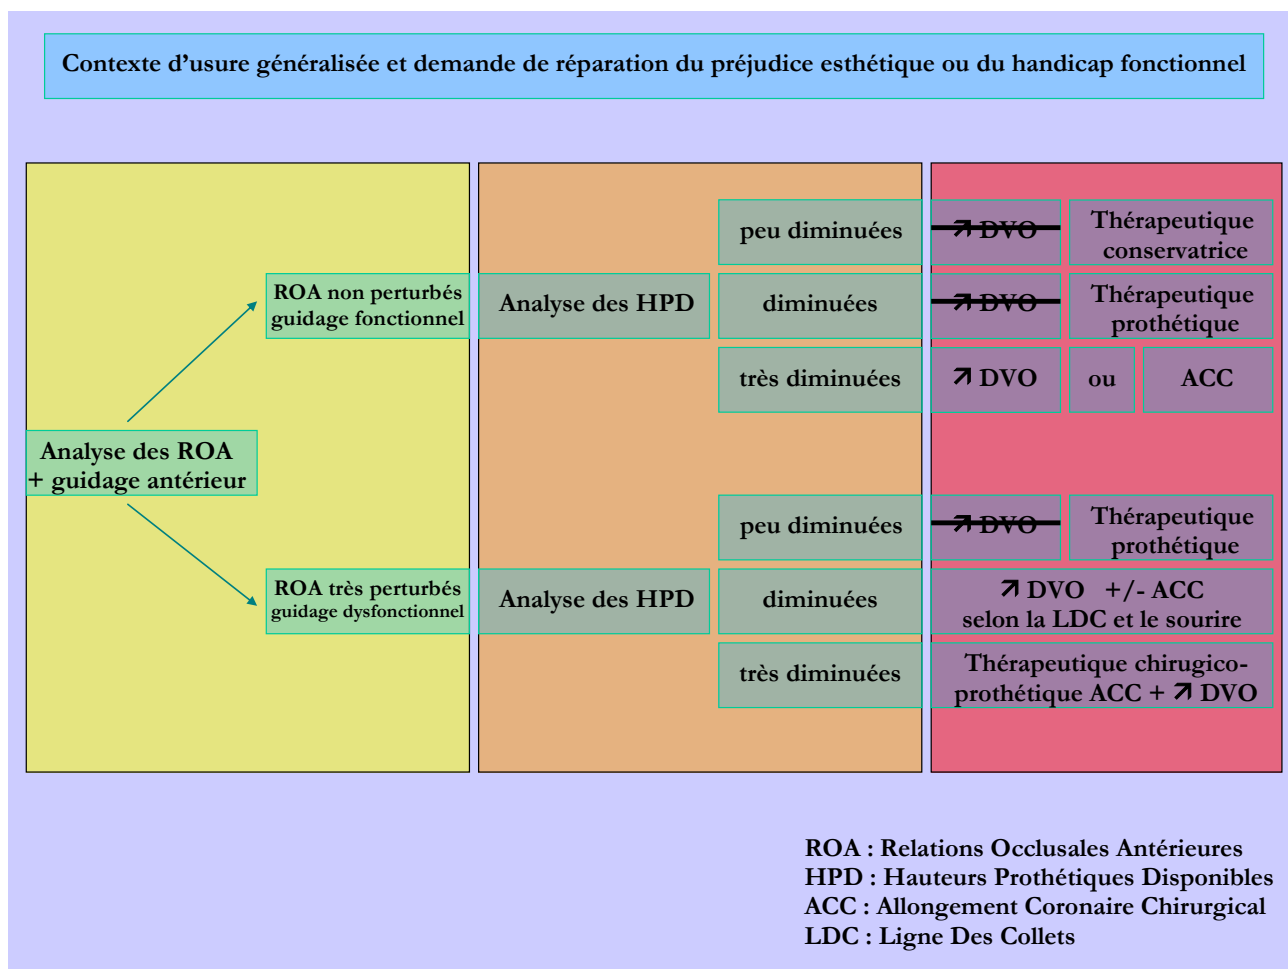 Contexte d'usure généralisée et demande de réparation du préjudice esthétique ou du handicap fonctionnel
Analyse des ROA
+ guidage antérieur
ROA non perturbés
guidage fonctionnel
Analyse des HPD
peu diminuées
↗ DVO
Thérapeutique
conservatrice
diminuées
↗ DVO
Thérapeutique
prothétique
très diminuées
↗ DVO
ou
ACC
ROA très perturbés
guidage dysfonctionnel
Analyse des HPD
peu diminuées
↗ DVO
Thérapeutique
prothétique
diminuées
↗ DVO +/- ACC
selon la LDC et le sourire
très diminuées
Thérapeutique chirugico-
prothétique ACC + ↗ DVO
ROA : Relations Occlusales Antérieures
HPD : Hauteurs Prothétiques Disponibles
ACC : Allongement Coronaire Chirurgical
LDC : Ligne Des Collets